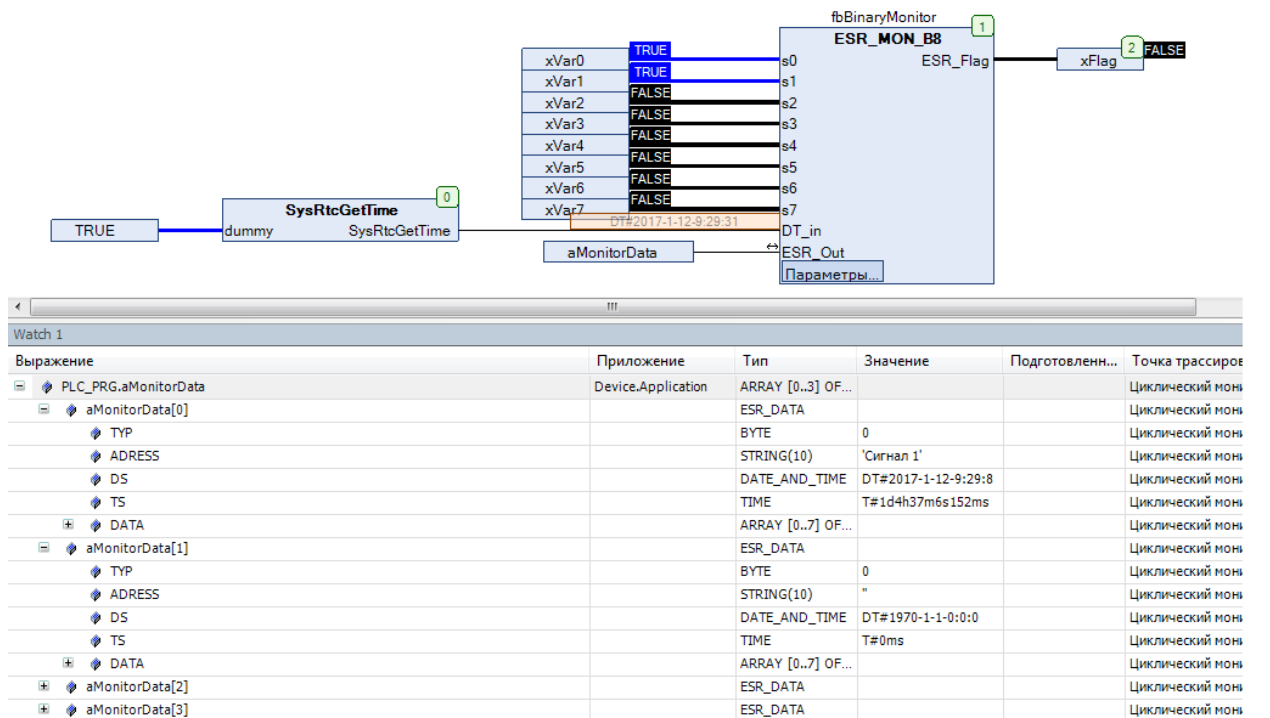 fbBinaryMonitor
1
ESR_MON_B8
xVar0 TRUE s0 ESR_Flag xFlag 2 FALSE
xVar1 TRUE s1
xVar2 FALSE s2
xVar3 FALSE s3
xVar4 FALSE s4
xVar5 FALSE s5
xVar6 FALSE s6
xVar7 FALSE s7
0
SysRtcGetTime
DT#2017-1-12-9:29:31
TRUE dummy SysRtcGetTime DT_in
aMonitorData ESR_Out
Параметры...
Watch 1
Выражение Приложение Тип Значение Подготовленн... Точка трассиров
PLC_PRG.aMonitorData Device.Application ARRAY [0..3] OF... Циклический мони
aMonitorData[0] ESR_DATA Циклический мони
TYP BYTE 0 Циклический мони
ADRESS STRING(10) 'Сигнал 1' Циклический мони
DS DATE_AND_TIME DT#2017-1-12-9:29:8 Циклический мони
TS TIME T#1d4h37m6s152ms Циклический мони
DATA ARRAY [0..7] OF... Циклический мони
aMonitorData[1] ESR_DATA Циклический мони
TYP BYTE 0 Циклический мони
ADRESS STRING(10) '' Циклический мони
DS DATE_AND_TIME DT#1970-1-1-0:0:0 Циклический мони
TS TIME T#0ms Циклический мони
DATA ARRAY [0..7] OF... Циклический мони
aMonitorData[2] ESR_DATA Циклический мони
aMonitorData[3] ESR_DATA Циклический мони